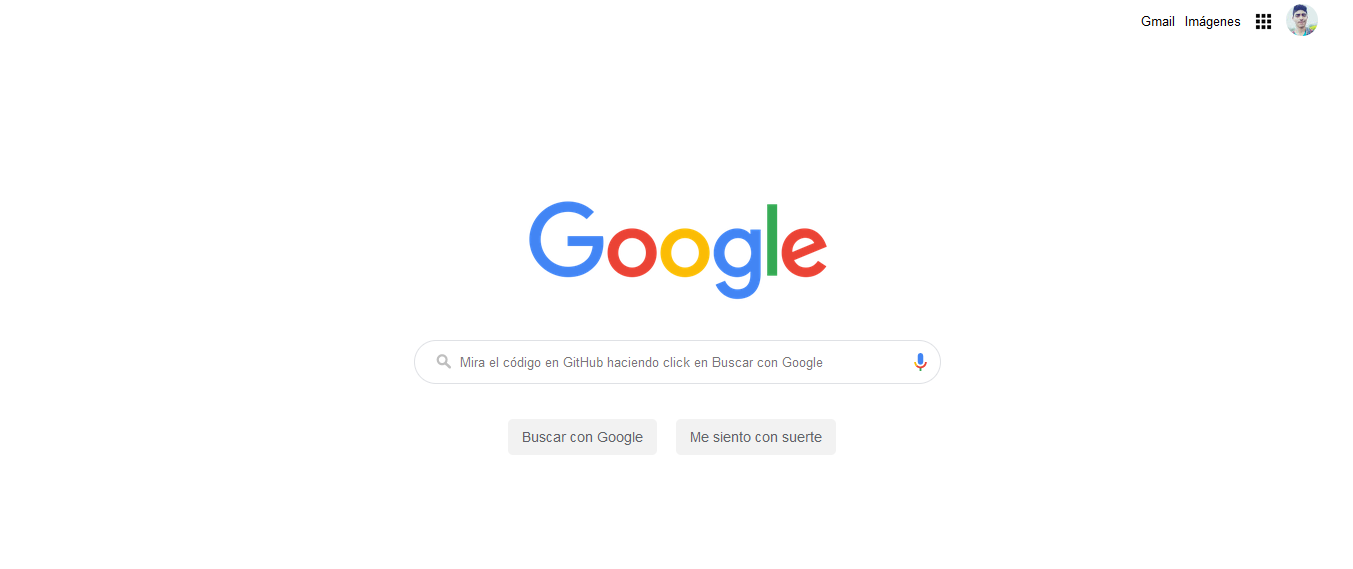 Gmail Imágenes
Google
Mira el código en GitHub haciendo click en Buscar con Google
Buscar con Google
Me siento con suerte